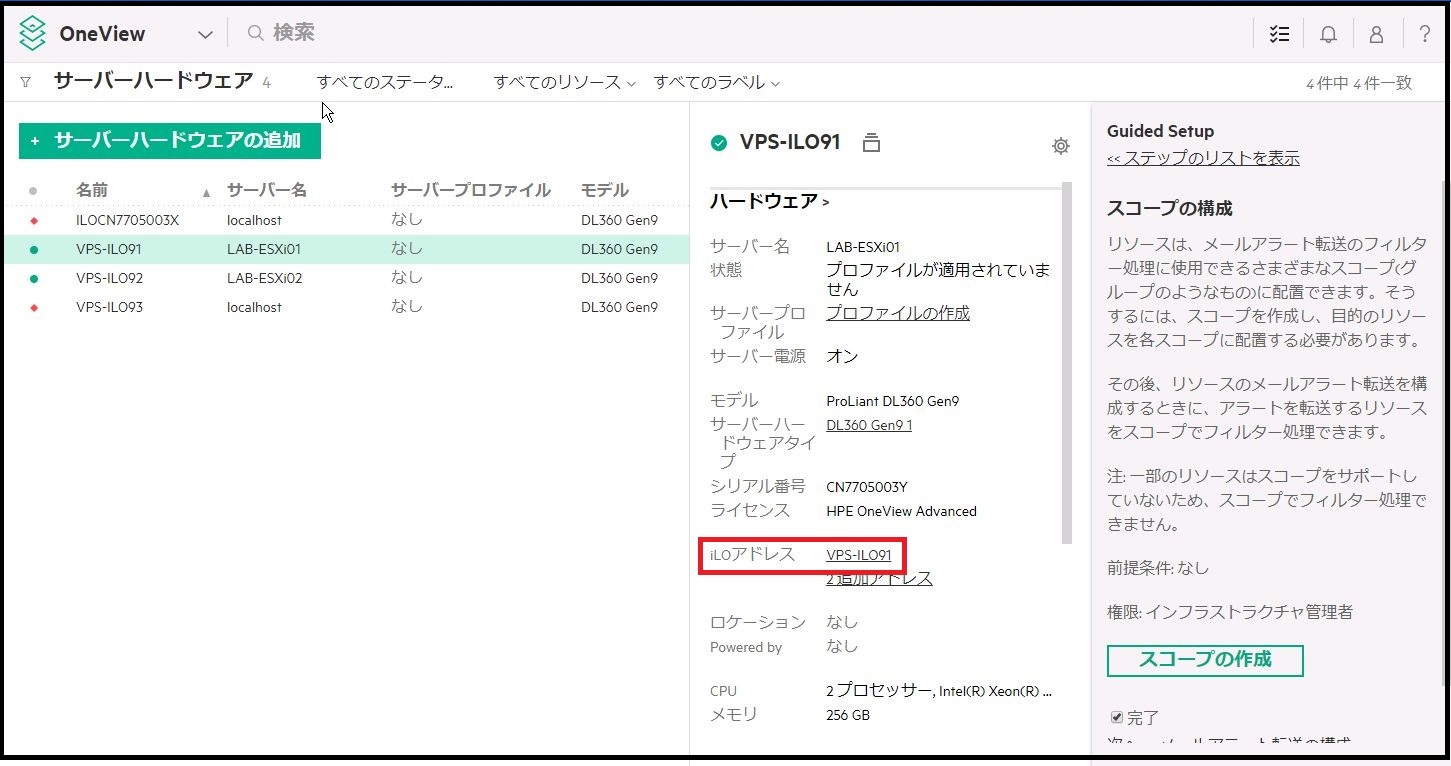 OneView
検索
?
サーバーハードウェア 4
すべてのステータ...
すべてのリソース
すべてのラベル
4 件中 4 件一致
+ サーバーハードウェアの追加
名前 サーバー名 サーバープロファイル モデル
ILOCN7705003X localhost なし DL360 Gen9
VPS-ILO91 LAB-ESXi01 なし DL360 Gen9
VPS-ILO92 LAB-ESXi02 なし DL360 Gen9
VPS-ILO93 localhost なし DL360 Gen9
VPS-ILO91
ハードウェア >
サーバー名 LAB-ESXi01
状態 プロファイルが適用されていま
せん
サーバープロ プロファイルの作成
ファイル
サーバー電源 オン
モデル ProLiant DL360 Gen9
サーバーハー DL360 Gen9 1
ドウェアタイ
プ
シリアル番号 CN7705003Y
ライセンス HPE OneView Advanced
iLOアドレス VPS-ILO91
2 追加アドレス
ロケーション なし
Powered by なし
CPU 2 プロセッサー, Intel(R) Xeon(R) ...
メモリ 256 GB
Guided Setup
<< ステップのリストを表示
スコープの構成
リソースは、メールアラート転送のフィルタ
ー処理に使用できるさまざまなスコープ(グ
ループのようなもの)に配置できます。そう
するには、スコープを作成し、目的のリソー
スを各スコープに配置する必要があります。
その後、リソースのメールアラート転送を構
成するときに、アラートを転送するリソース
をスコープでフィルター処理できます。
注: 一部のリソースはスコープをサポートし
ていないため、スコープでフィルター処理で
きません。
前提条件: なし
権限: インフラストラクチャ管理者
スコープの作成
完了